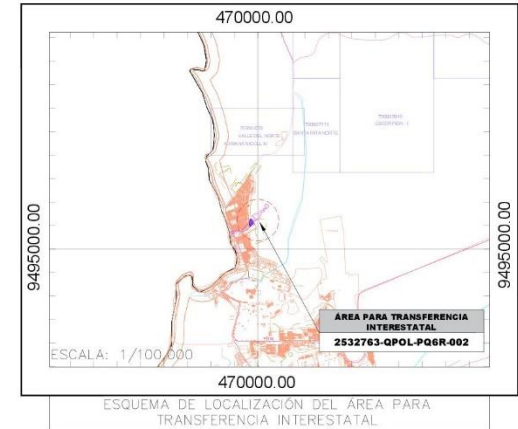 470000.00
9495000.00
9495000.00
ÁREA PARA TRANSFERENCIA
INTERESTATAL
2532763-QPOL-PQ6R-002
ESCALA: 1/100,000
470000.00
ESQUEMA DE LOCALIZACIÓN DEL ÁREA PARA
TRANSFERENCIA INTERESTATAL